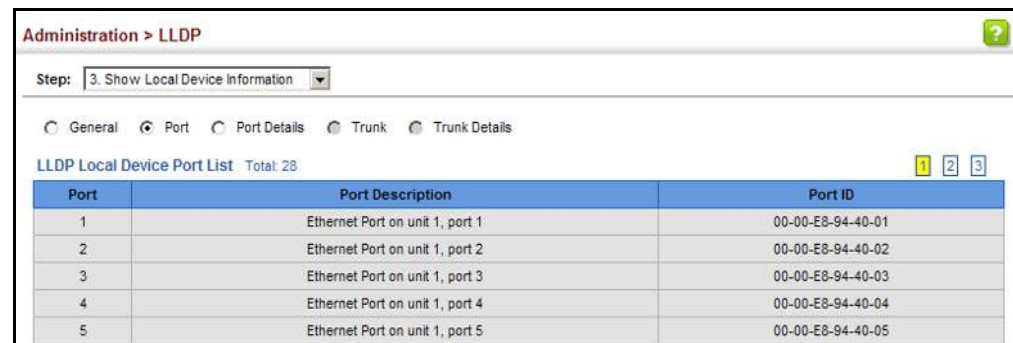 Administration > LLDP
?
Step: 3. Show Local Device Information
General Port Port Details Trunk Trunk Details
LLDP Local Device Port List Total: 28 1 2 3
Port Port Description Port ID
1 Ethernet Port on unit 1, port 1 00-00-E8-94-40-01
2 Ethernet Port on unit 1, port 2 00-00-E8-94-40-02
3 Ethernet Port on unit 1, port 3 00-00-E8-94-40-03
4 Ethernet Port on unit 1, port 4 00-00-E8-94-40-04
5 Ethernet Port on unit 1, port 5 00-00-E8-94-40-05